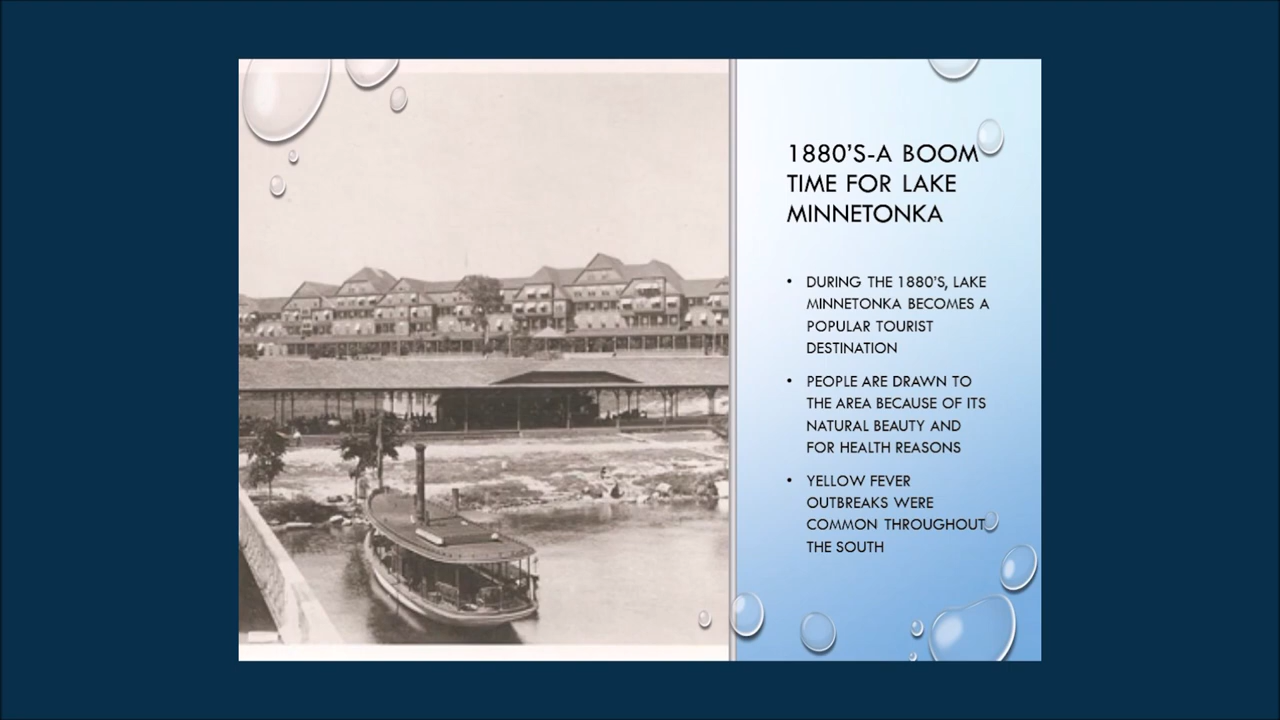 1880'S-A BOOM
TIME FOR LAKE
MINNETONKA
• DURING THE 1880'S, LAKE
MINNETONKA BECOMES A
POPULAR TOURIST
DESTINATION
• PEOPLE ARE DRAWN TO
THE AREA BECAUSE OF ITS
NATURAL BEAUTY AND
FOR HEALTH REASONS
• YELLOW FEVER
OUTBREAKS WERE
COMMON THROUGHOUT
THE SOUTH